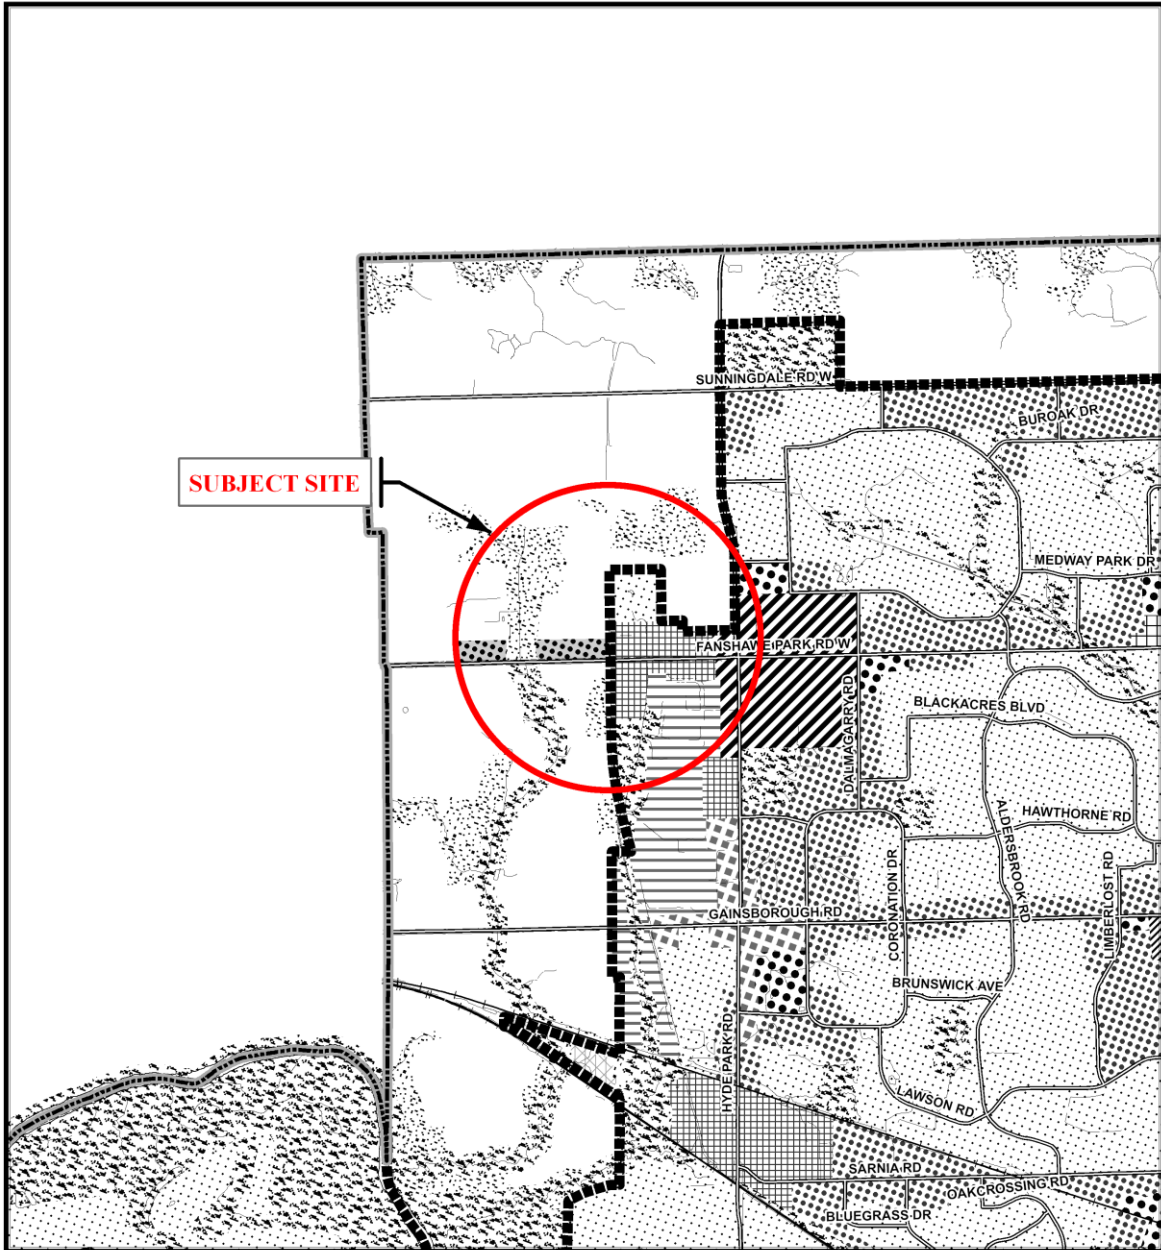 SUNNINGDALE RD W
BUROAK DR
SUBJECT SITE
MEDWAY PARK DR
FANSHAWE PARK RD W
DALMAGARRY RD
BLACKACRES BLVD
HAWTHORNE RD
ALDERSBROOK RD
CORONATION DR
LIMBERLOST RD
GAINSBOROUGH RD
BRUNSWICK AVE
HYDE PARK RD
LAWSON RD
SARNIA RD
OAKCROSSING RD
BLUEGRASS DR